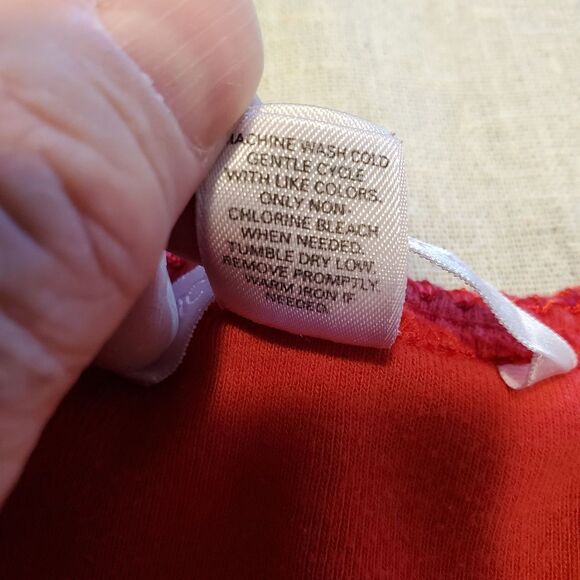 MACHINE WASH COLD
GENTLE CYCLE
WITH LIKE COLORS.
ONLY NON-
CHLORINE BLEACH
WHEN NEEDED.
TUMBLE DRY LOW.
REMOVE PROMPTLY.
WARM IRON IF
NEEDED.